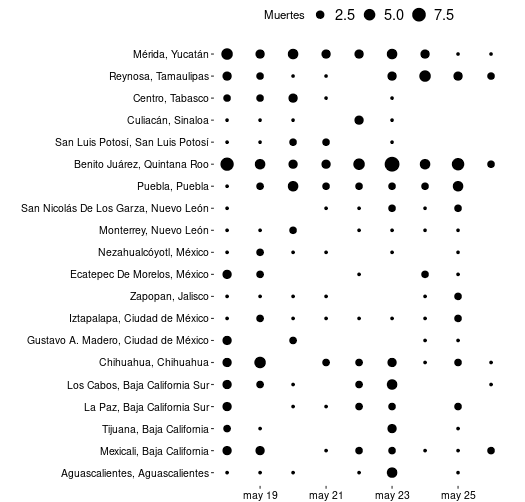 Muertes 2.5 5.0 7.5
Mérida, Yucatán
Reynosa, Tamaulipas
Centro, Tabasco
Culiacán, Sinaloa
San Luis Potosí, San Luis Potosí
Benito Juárez, Quintana Roo
Puebla, Puebla
San Nicolás De Los Garza, Nuevo León
Monterrey, Nuevo León
Nezahualcóyotl, México
Ecatepec De Morelos, México
Zapopan, Jalisco
Iztapalapa, Ciudad de México
Gustavo A. Madero, Ciudad de México
Chihuahua, Chihuahua
Los Cabos, Baja California Sur
La Paz, Baja California Sur
Tijuana, Baja California
Mexicali, Baja California
Aguascalientes, Aguascalientes
may 19 may 21 may 23 may 25